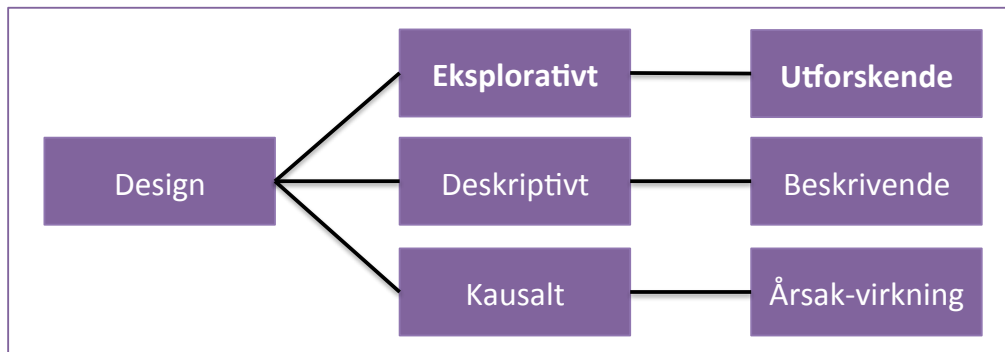 Eksplorativt
Utforskende
Design
Deskriptivt
Beskrivende
Kausalt
Årsak-virkning